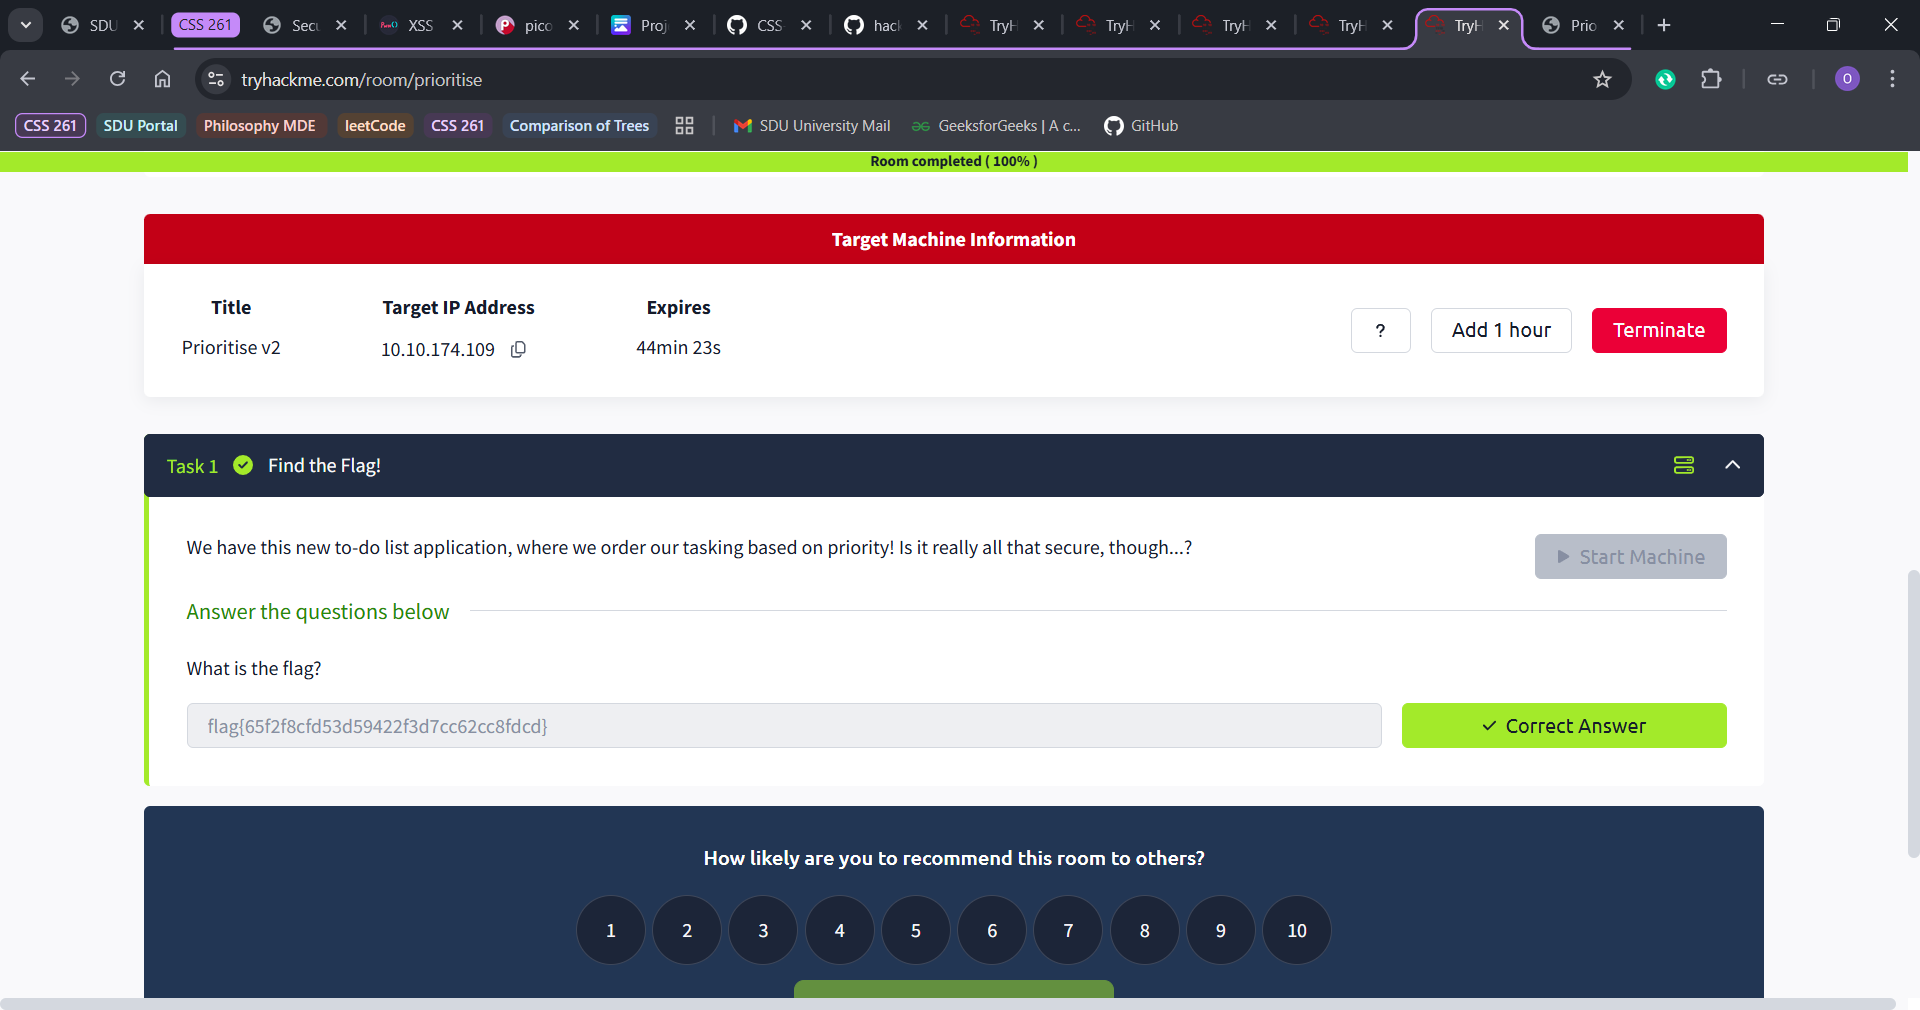 SDU
CSS 261
Secu
XSS
pico
Proj
CSS-
hack
TryH
TryH
TryH
TryH
TryH
Prio
tryhackme.com/room/prioritise
O
CSS 261
SDU Portal
Philosophy MDE
leetCode
CSS 261
Comparison of Trees
SDU University Mail
GeeksforGeeks | A c...
GitHub
Room completed ( 100% )
Target Machine Information
Title
Target IP Address
Expires
Prioritise v2
10.10.174.109
44min 23s
?
Add 1 hour
Terminate
Task 1
Find the Flag!
We have this new to-do list application, where we order our tasking based on priority! Is it really all that secure, though...?
Start Machine
Answer the questions below
What is the flag?
flag{65f2f8cfd53d59422f3d7cc62cc8fdcd}
Correct Answer
How likely are you to recommend this room to others?
1 2 3 4 5 6 7 8 9 10